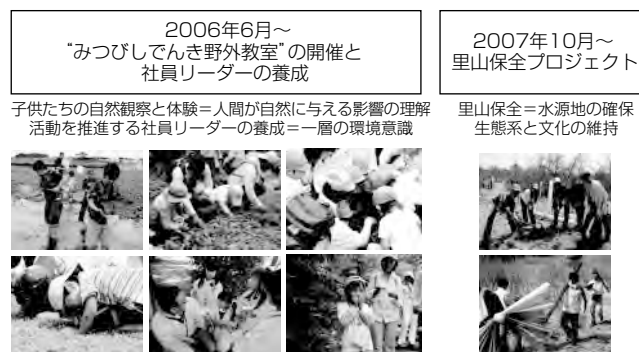 2006年6月～
“みつびしでんき野外教室”の開催と
社員リーダーの養成
子供たちの自然観察と体験＝人間が自然に与える影響の理解
活動を推進する社員リーダーの養成＝一層の環境意識
2007年10月～
里山保全プロジェクト
里山保全＝水源地の確保
生態系と文化の維持